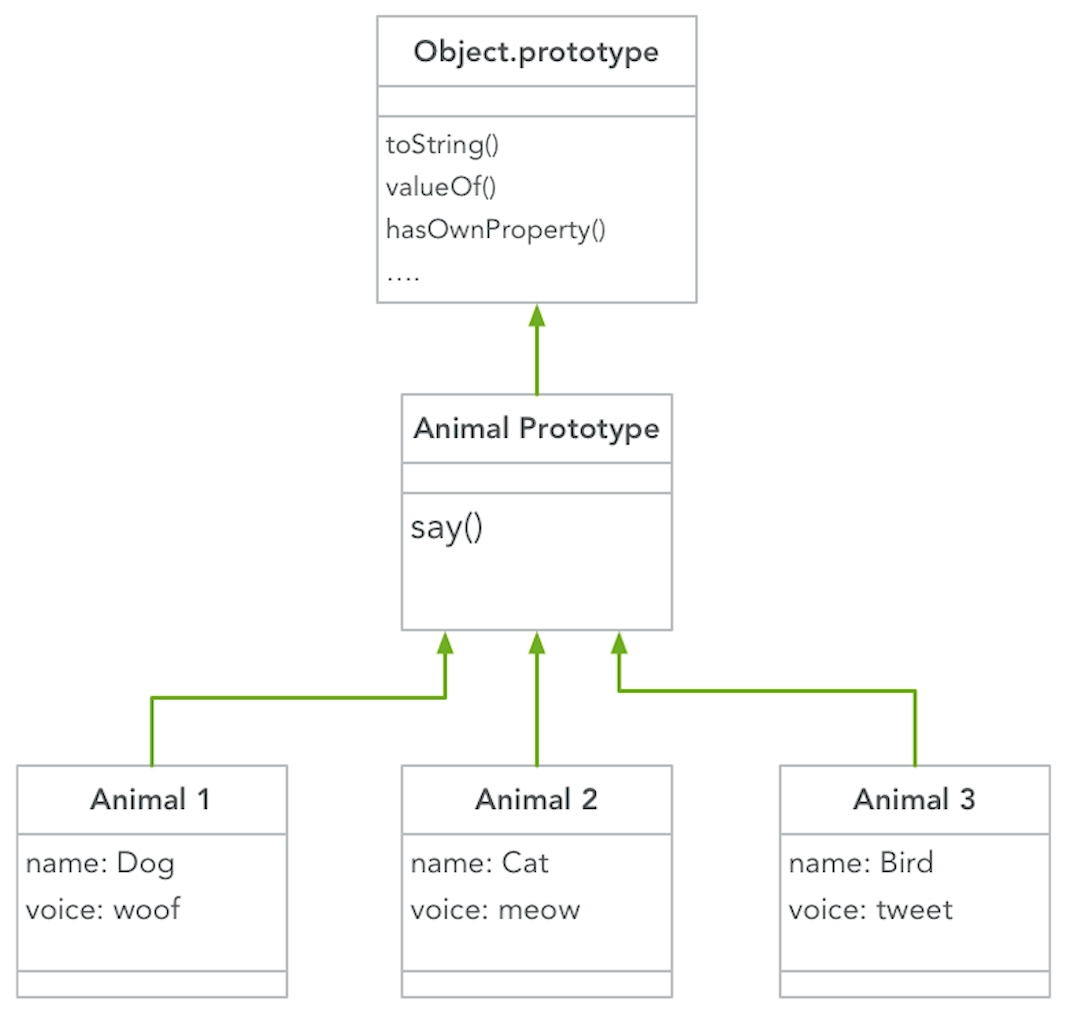 Object.prototype
toString()
valueOf()
hasOwnProperty()
....
Animal Prototype
say()
Animal 1
name: Dog
voice: woof
Animal 2
name: Cat
voice: meow
Animal 3
name: Bird
voice: tweet